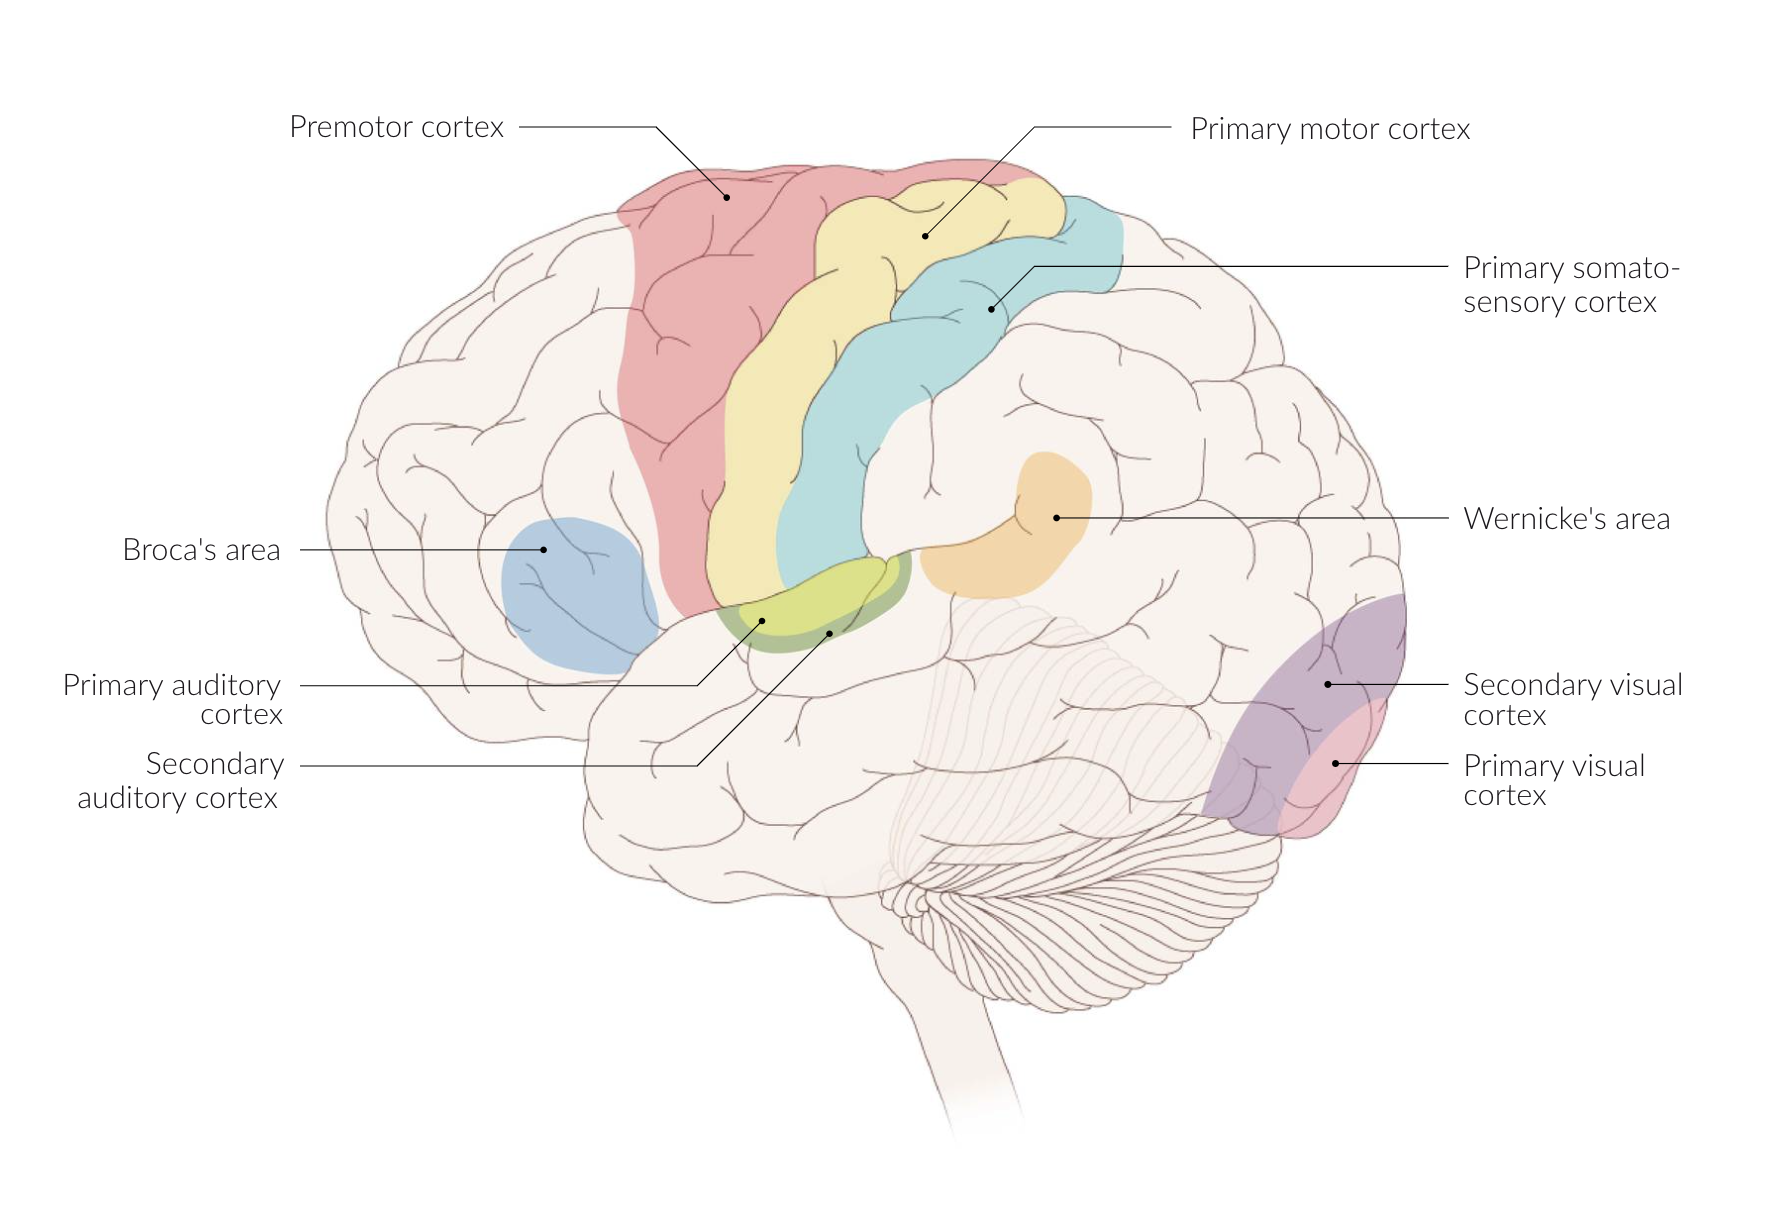 Premotor cortex
Primary motor cortex
Primary somato-
sensory cortex
Broca's area
Wernicke's area
Primary auditory
cortex
Secondary
auditory cortex
Secondary visual
cortex
Primary visual
cortex